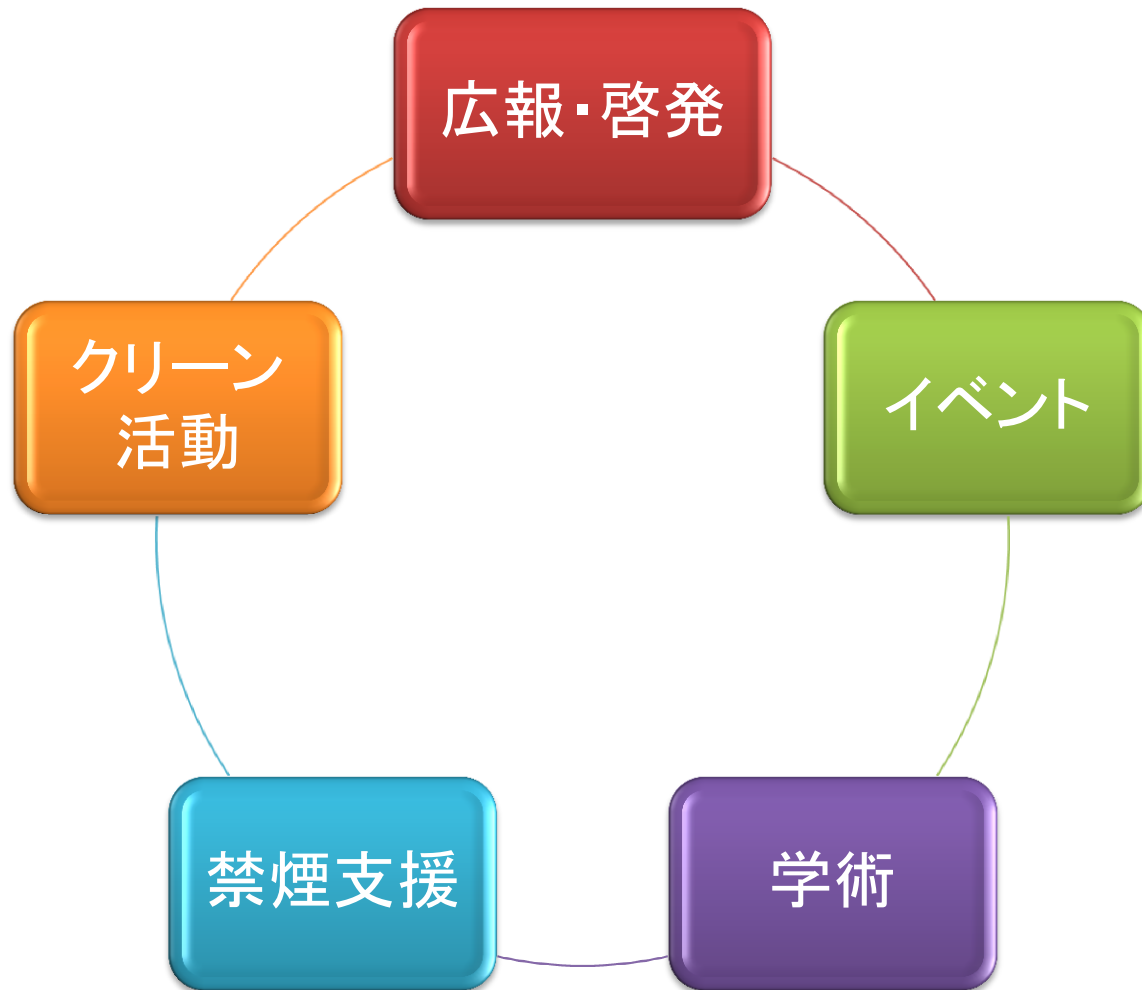 広報・啓発
イベント
学術
禁煙支援
クリーン
活動